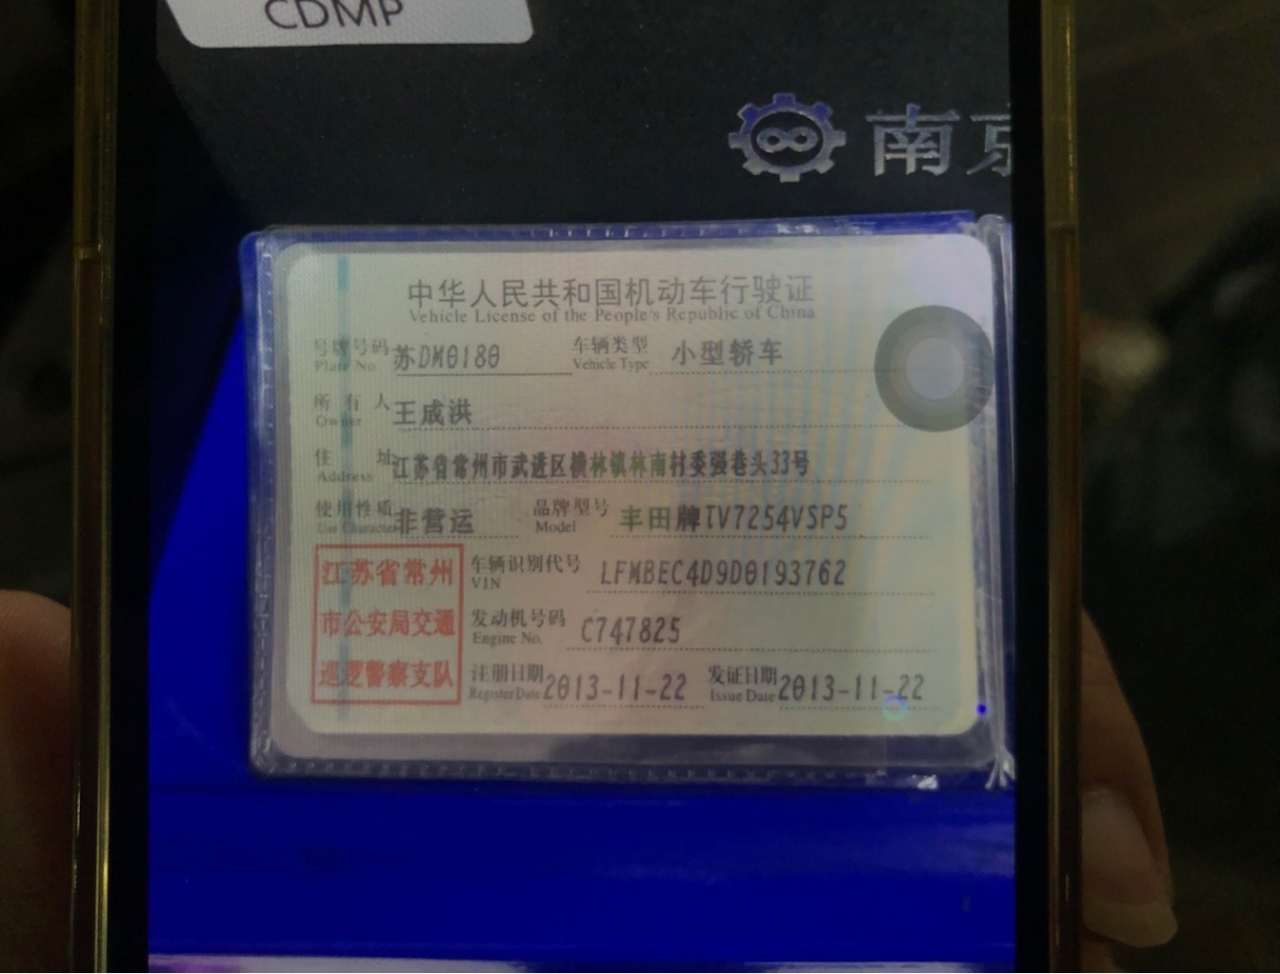 CDMP
南京
中华人民共和国机动车行驶证
Vehicle License of the People's Republic of China
号牌号码 苏DM0180 车辆类型 小型轿车
Plate No. Vehicle Type
所有人 王成洪
Owner
住址 江苏省常州市武进区横林镇林南村委强巷头33号
Address
使用性质 非营运 品牌型号 丰田牌TV7254VSP5
Use Character Model
江苏省常州 车辆识别代号 LFMBEC4D9D0193762
VIN
市公安局交通 发动机号码 C747825
Engine No.
巡逻警察支队 注册日期 2013-11-22 发证日期 2013-11-22
Register Date Issue Date